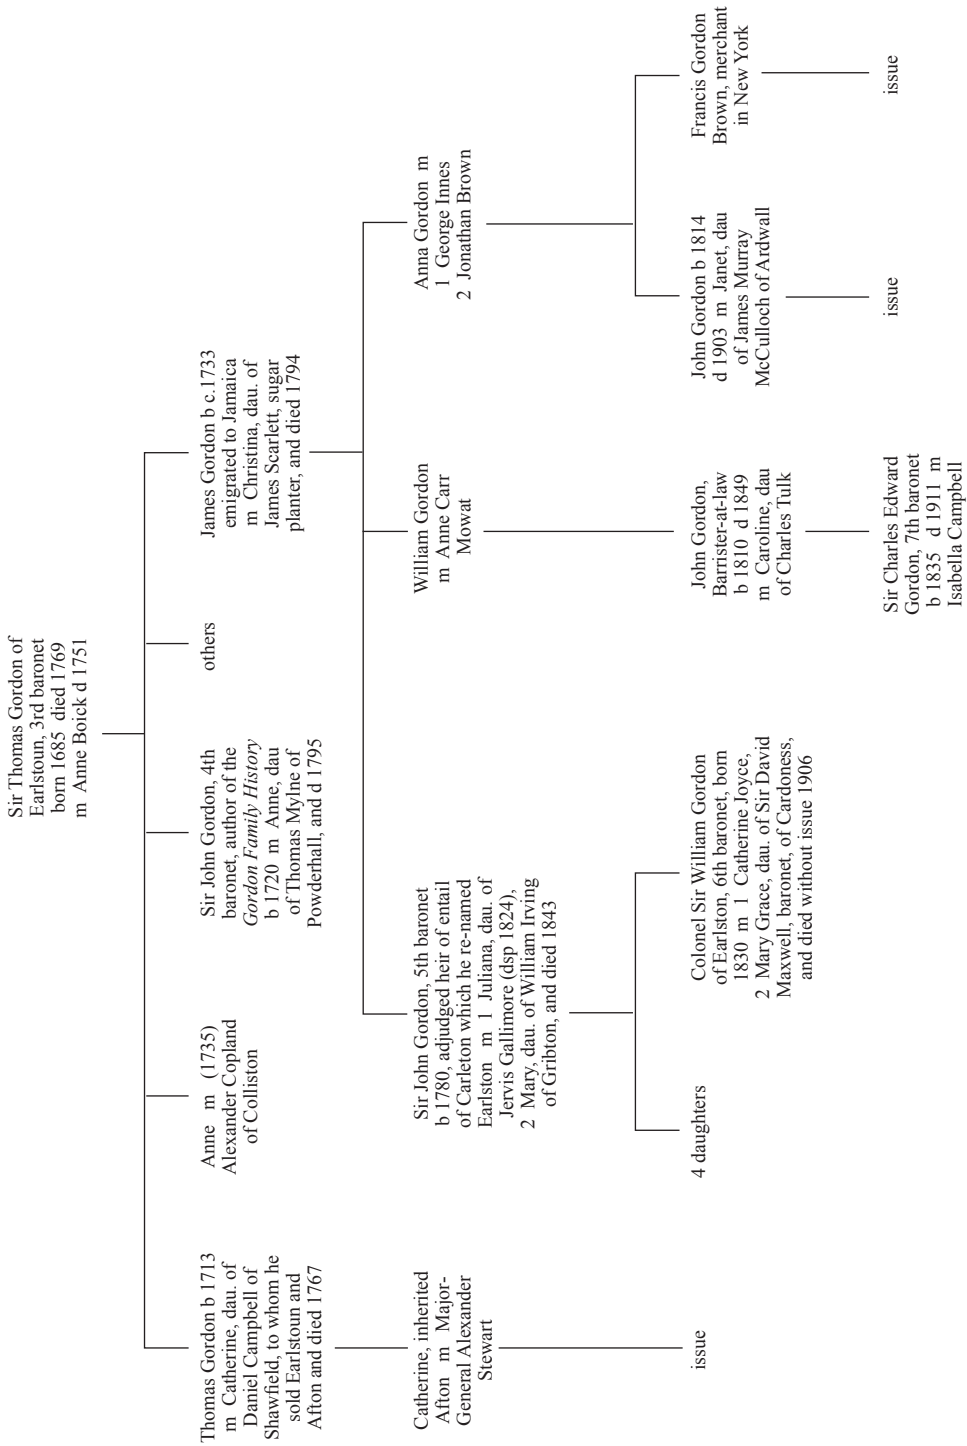 Sir Thomas Gordon of
Earlstoun, 3rd baronet
born 1685 died 1769
m Anne Boick d 1751
Thomas Gordon b 1713
m Catherine, dau. of
Daniel Campbell of
Shawfield, to whom he
sold Earlstoun and
Afton and died 1767
Anne m (1735)
Alexander Copland
of Colliston
Sir John Gordon, 4th
baronet, author of the
Gordon Family History
b 1720 m Anne, dau
of Thomas Mylne of
Powderhall, and d 1795
others
James Gordon b c.1733
emigrated to Jamaica
m Christina, dau. of
James Scarlett, sugar
planter, and died 1794
Catherine, inherited
Afton m Major-
General Alexander
Stewart
Sir John Gordon, 5th baronet
b 1780, adjudged heir of entail
of Carleton which he re-named
Earlston m 1 Juliana, dau. of
Jervis Gallimore (dsp 1824),
2 Mary, dau. of William Irving
of Gribton, and died 1843
William Gordon
m Anne Carr
Mowat
Anna Gordon m
1 George Innes
2 Jonathan Brown
issue
4 daughters
Colonel Sir William Gordon
of Earlston, 6th baronet, born
1830 m 1 Catherine Joyce,
2 Mary Grace, dau. of Sir David
Maxwell, baronet, of Cardoness,
and died without issue 1906
John Gordon,
Barrister-at-law
b 1810 d 1849
m Caroline, dau
of Charles Tulk
John Gordon b 1814
d 1903 m Janet, dau
of James Murray
McCulloch of Ardwall
Francis Gordon
Brown, merchant
in New York
Sir Charles Edward
Gordon, 7th baronet
b 1835 d 1911 m
Isabella Campbell
issue
issue